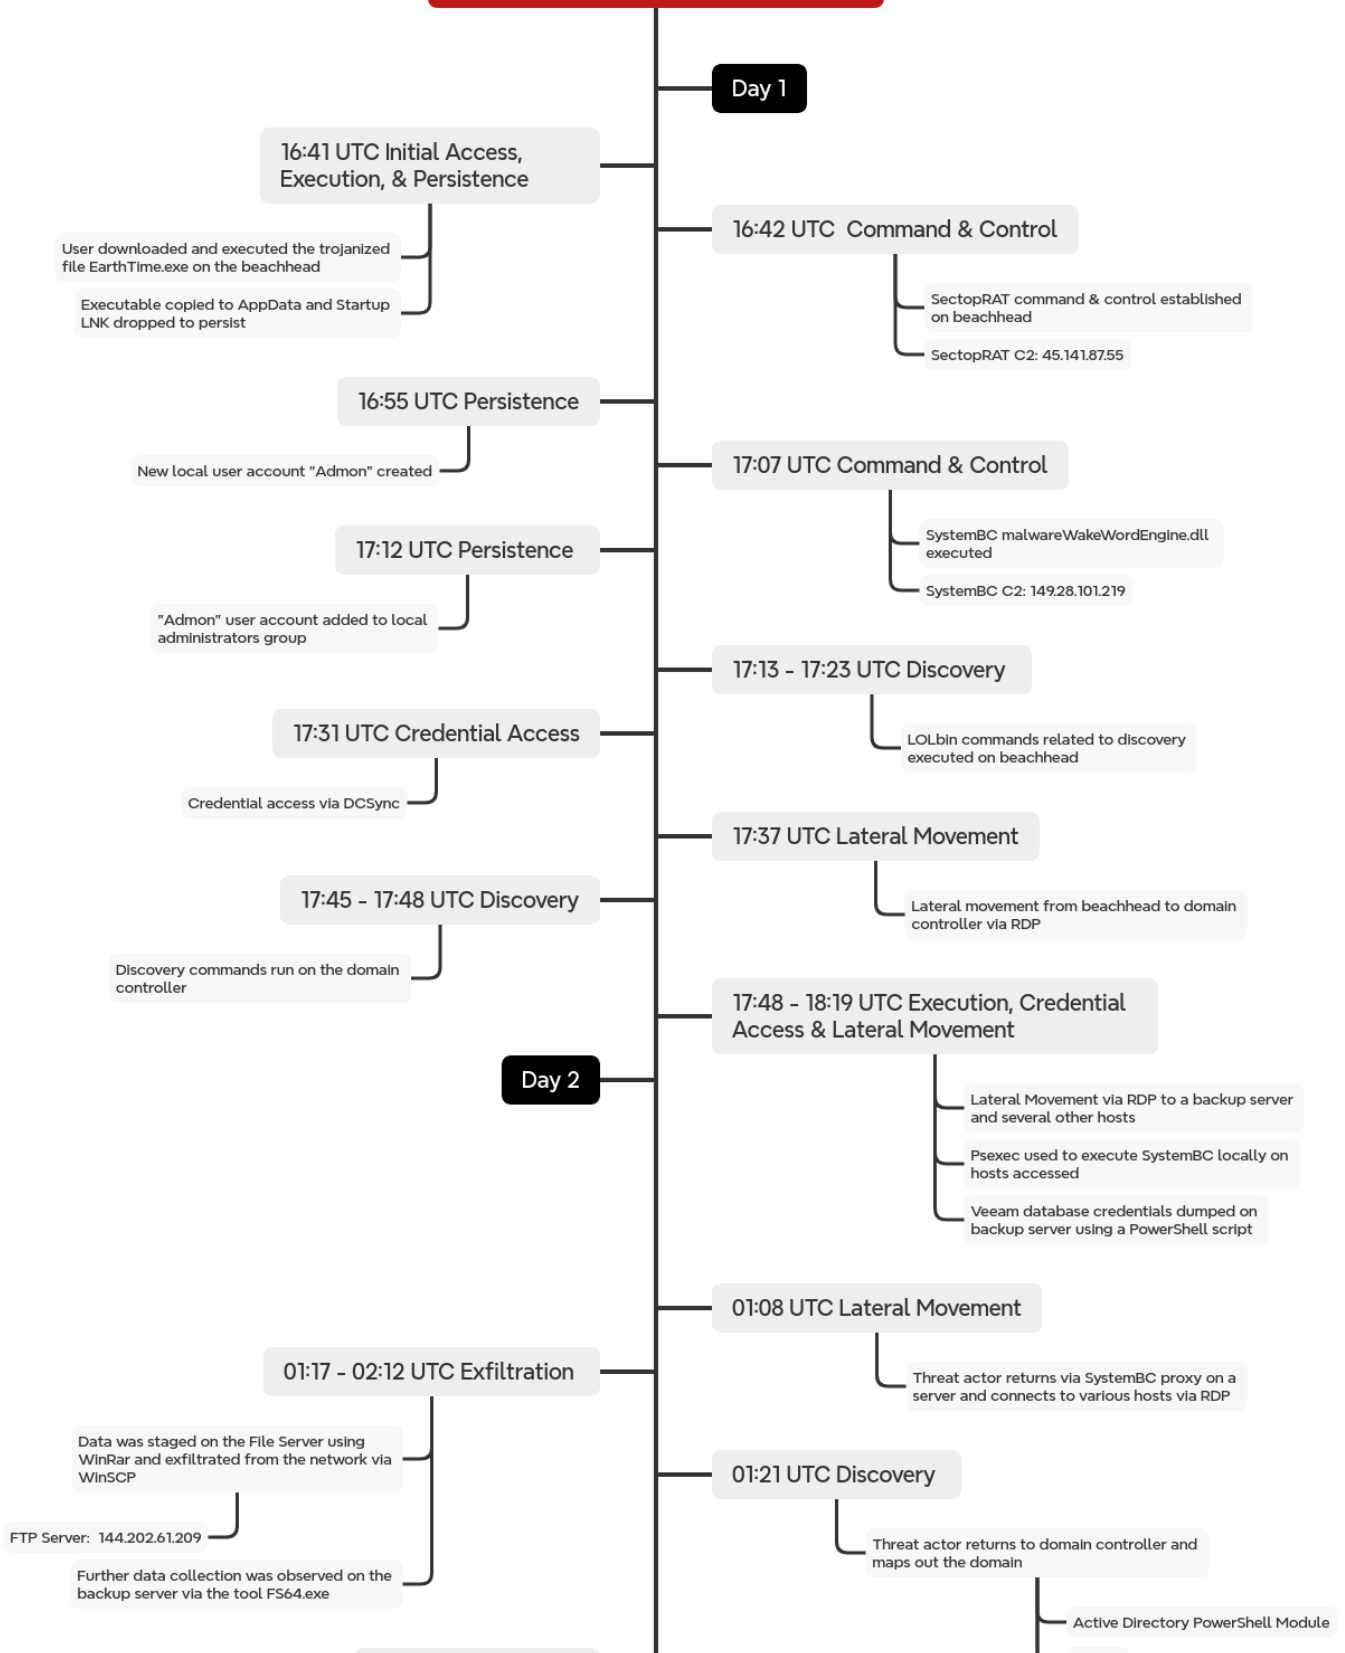 Day 1
16:41 UTC Initial Access,
Execution, & Persistence
User downloaded and executed the trojanized
file EarthTime.exe on the beachhead
Executable copied to AppData and Startup
LNK dropped to persist
16:42 UTC  Command & Control
SectopRAT command & control established
on beachhead
SectopRAT C2: 45.141.87.55
16:55 UTC Persistence
New local user account "Admon" created
17:07 UTC Command & Control
SystemBC malwareWakeWordEngine.dll
executed
SystemBC C2: 149.28.101.219
17:12 UTC Persistence
"Admon" user account added to local
administrators group
17:13 - 17:23 UTC Discovery
LOLbin commands related to discovery
executed on beachhead
17:31 UTC Credential Access
Credential access via DCSync
17:37 UTC Lateral Movement
Lateral movement from beachhead to domain
controller via RDP
17:45 - 17:48 UTC Discovery
Discovery commands run on the domain
controller
17:48 - 18:19 UTC Execution, Credential
Access & Lateral Movement
Lateral Movement via RDP to a backup server
and several other hosts
Psexec used to execute SystemBC locally on
hosts accessed
Veeam database credentials dumped on
backup server using a PowerShell script
Day 2
01:08 UTC Lateral Movement
Threat actor returns via SystemBC proxy on a
server and connects to various hosts via RDP
01:17 - 02:12 UTC Exfiltration
Data was staged on the File Server using
WinRar and exfiltrated from the network via
WinSCP
FTP Server:  144.202.61.209
Further data collection was observed on the
backup server via the tool FS64.exe
01:21 UTC Discovery
Threat actor returns to domain controller and
maps out the domain
Active Directory PowerShell Module